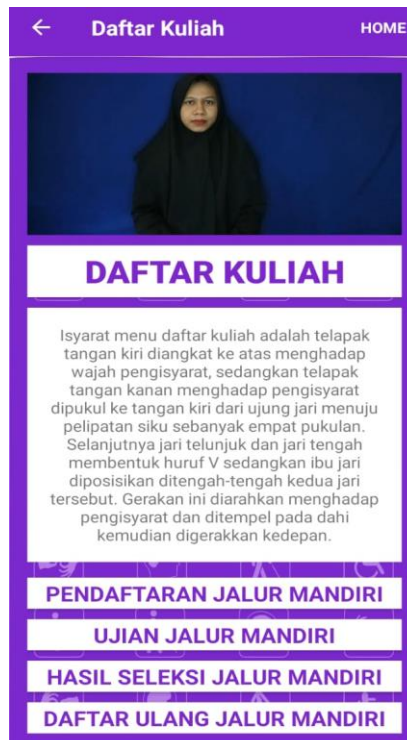 Daftar Kuliah HOME
DAFTAR KULIAH
Isyarat menu daftar kuliah adalah telapak
tangan kiri diangkat ke atas menghadap
wajah pengisyarat, sedangkan telapak
tangan kanan menghadap pengisyarat
dipukul ke tangan kiri dari ujung jari menuju
pelipatan siku sebanyak empat pukulan.
Selanjutnya jari telunjuk dan jari tengah
membentuk huruf V sedangkan ibu jari
diposisikan ditengah-tengah kedua jari
tersebut. Gerakan ini diarahkan menghadap
pengisyarat dan ditempel pada dahi
kemudian digerakkan kedepan.
PENDAFTARAN JALUR MANDIRI
UJIAN JALUR MANDIRI
HASIL SELEKSI JALUR MANDIRI
DAFTAR ULANG JALUR MANDIRI